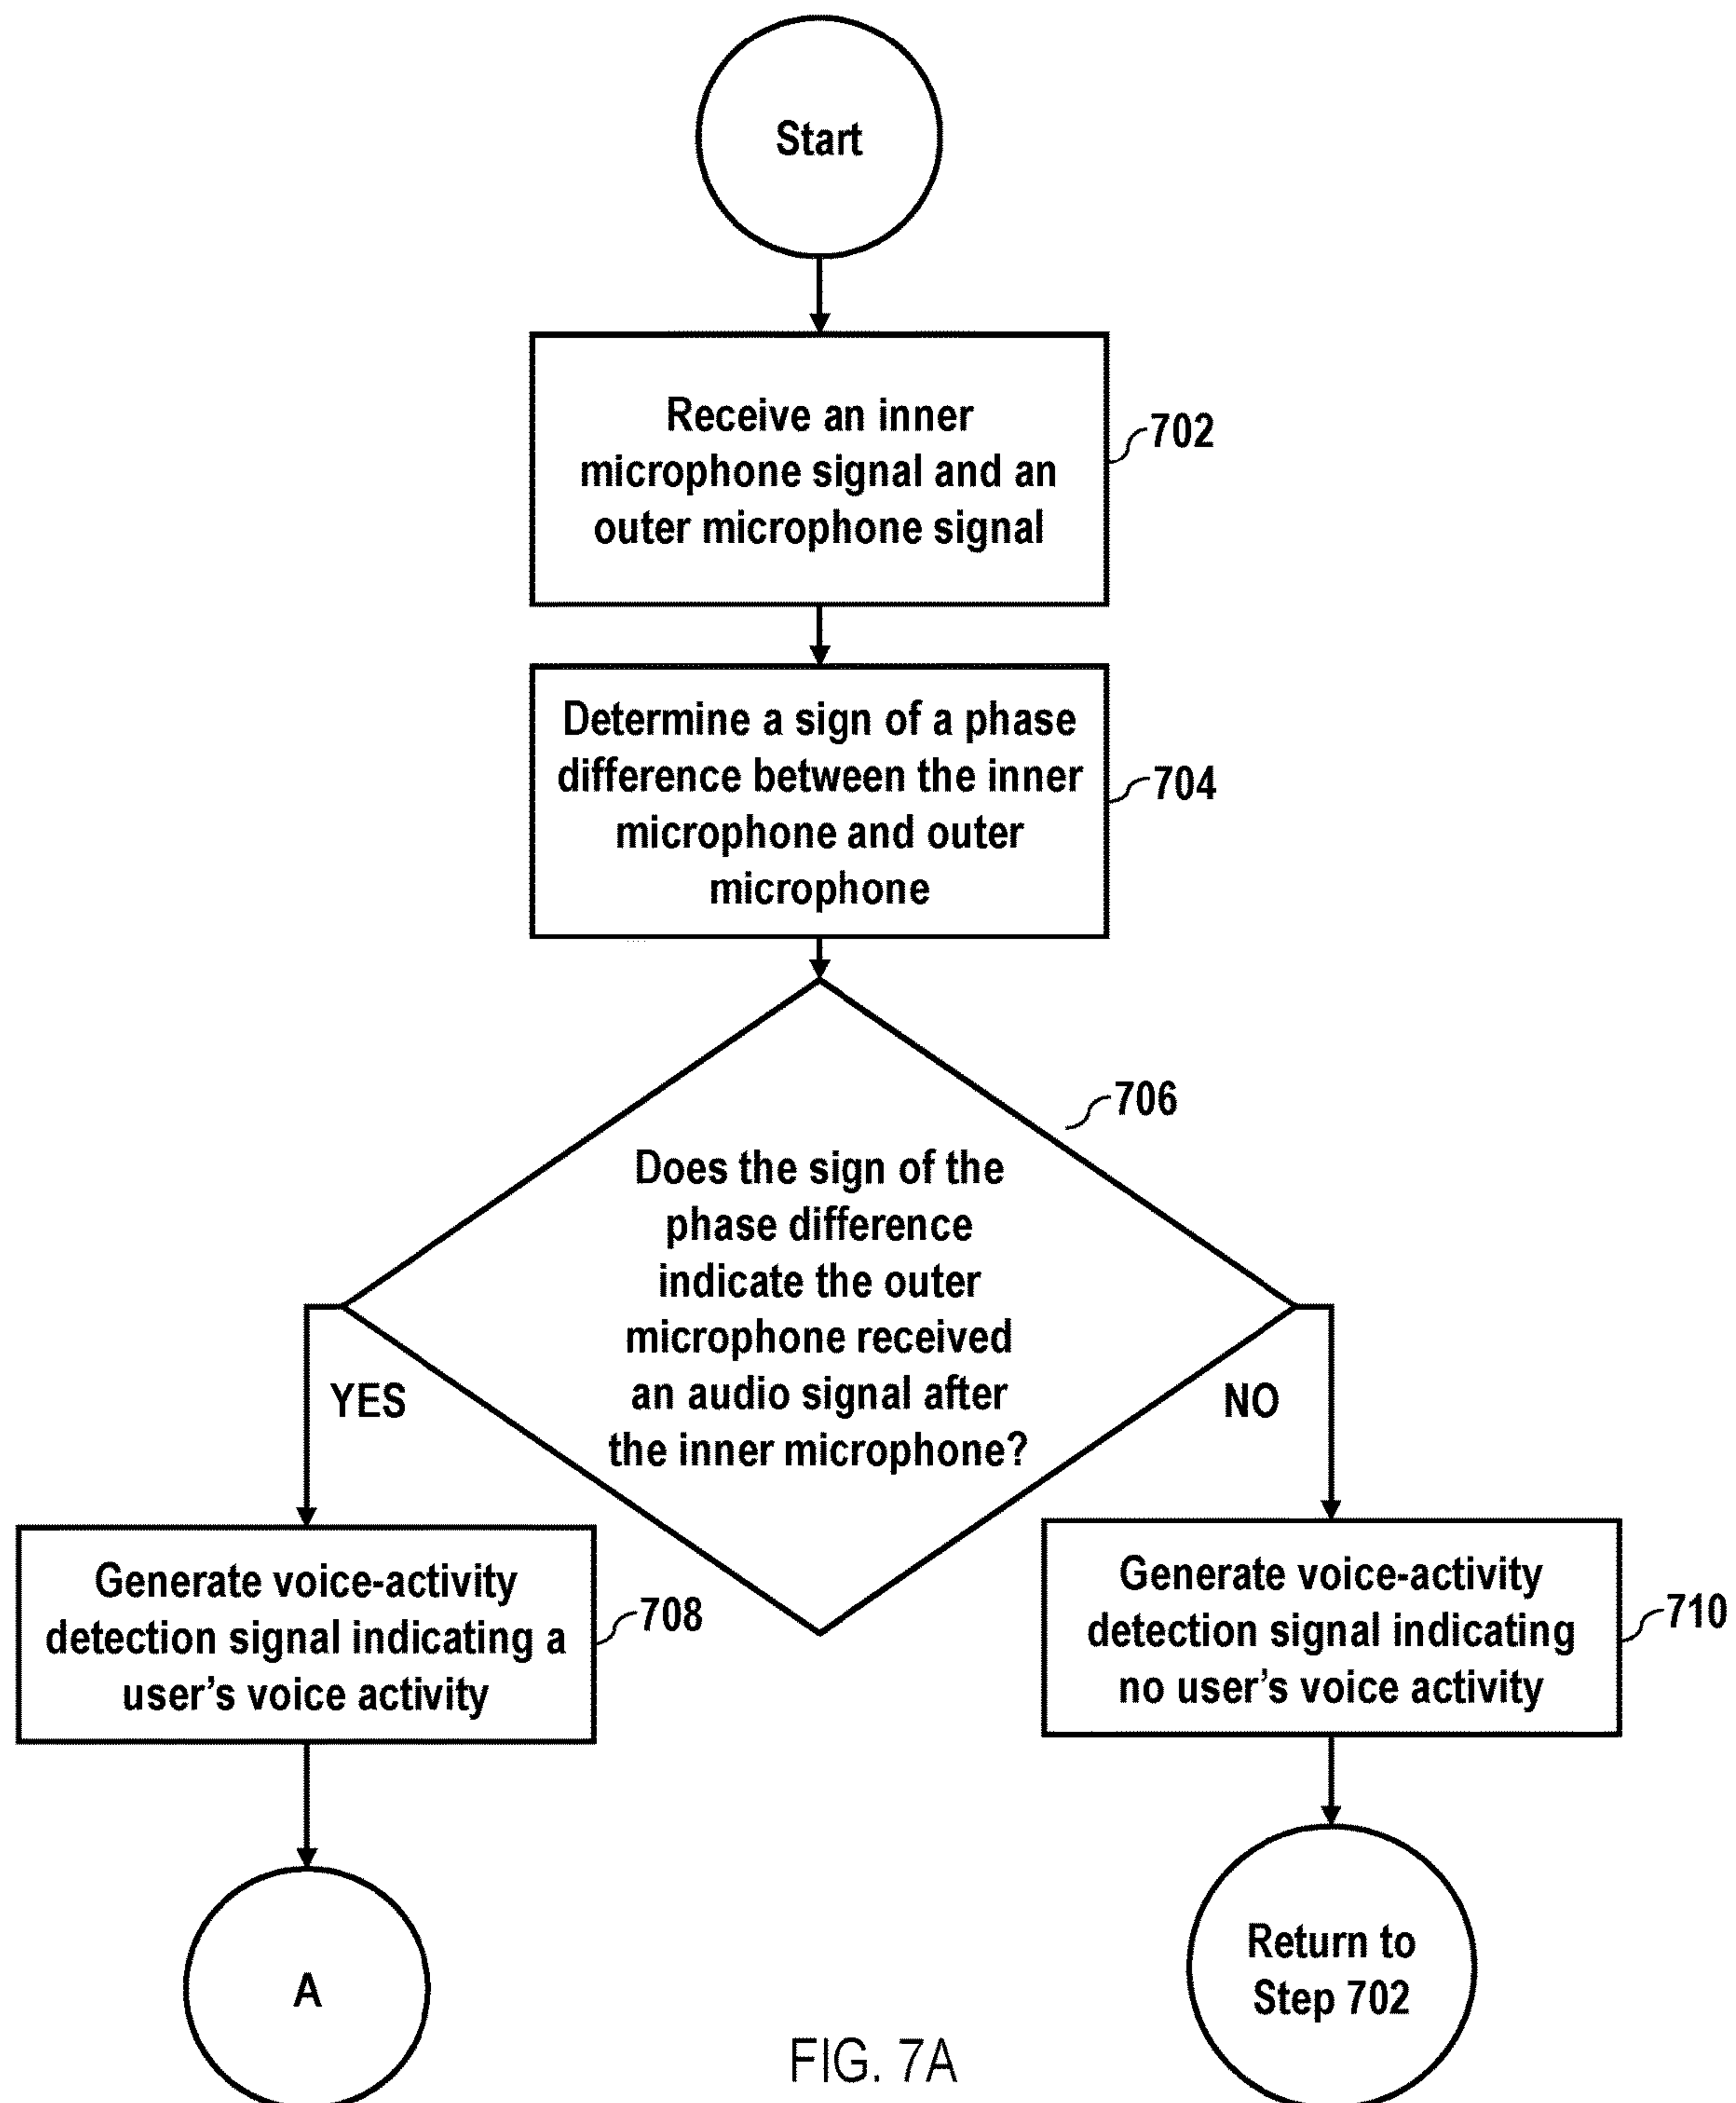 Start
Receive an inner
microphone signal and an
outer microphone signal
702
Determine a sign of a phase
difference between the inner
microphone and outer
microphone
704
706
Does the sign of the
phase difference
indicate the outer
microphone received
an audio signal after
the inner microphone?
YES
NO
Generate voice-activity
detection signal indicating a
user's voice activity
708
Generate voice-activity
detection signal indicating
no user's voice activity
710
A
Return to
Step 702
FIG. 7A